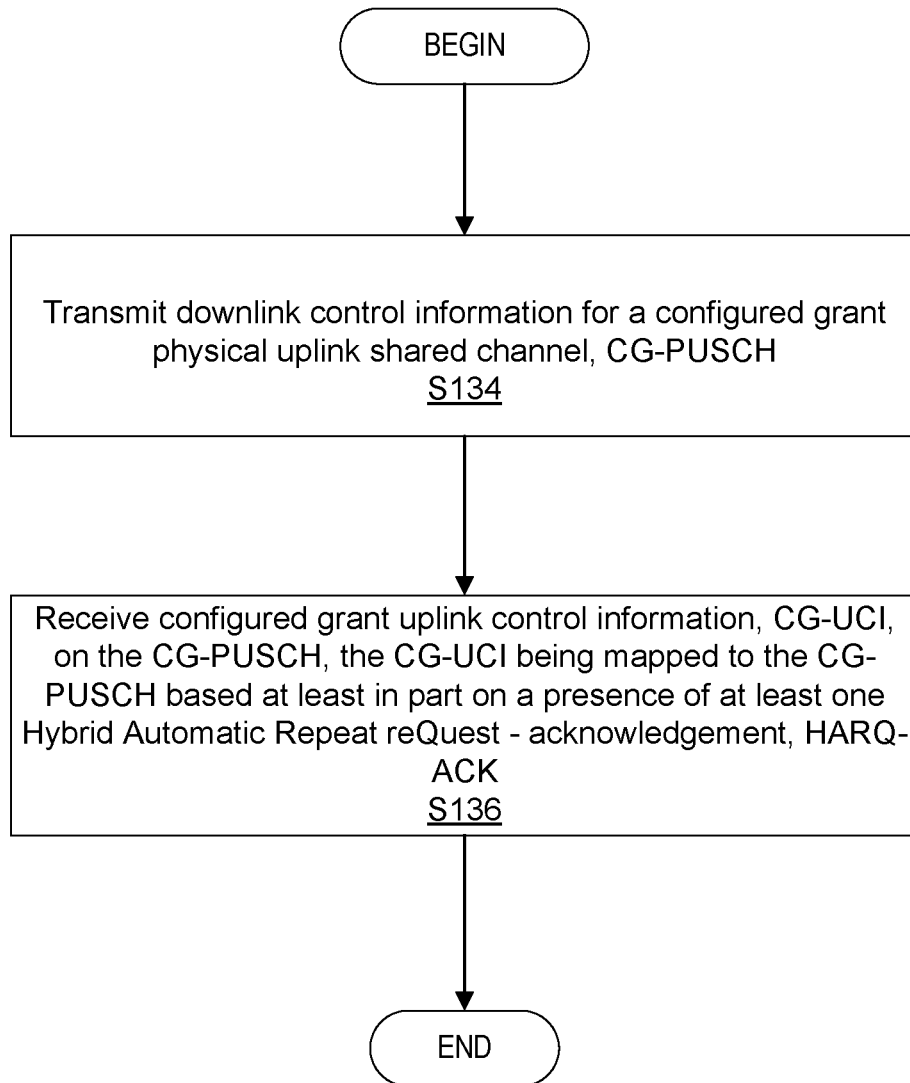 BEGIN
Transmit downlink control information for a configured grant
physical uplink shared channel, CG-PUSCH
S134
Receive configured grant uplink control information, CG-UCI,
on the CG-PUSCH, the CG-UCI being mapped to the CG-
PUSCH based at least in part on a presence of at least one
Hybrid Automatic Repeat reQuest - acknowledgement, HARQ-
ACK
S136
END